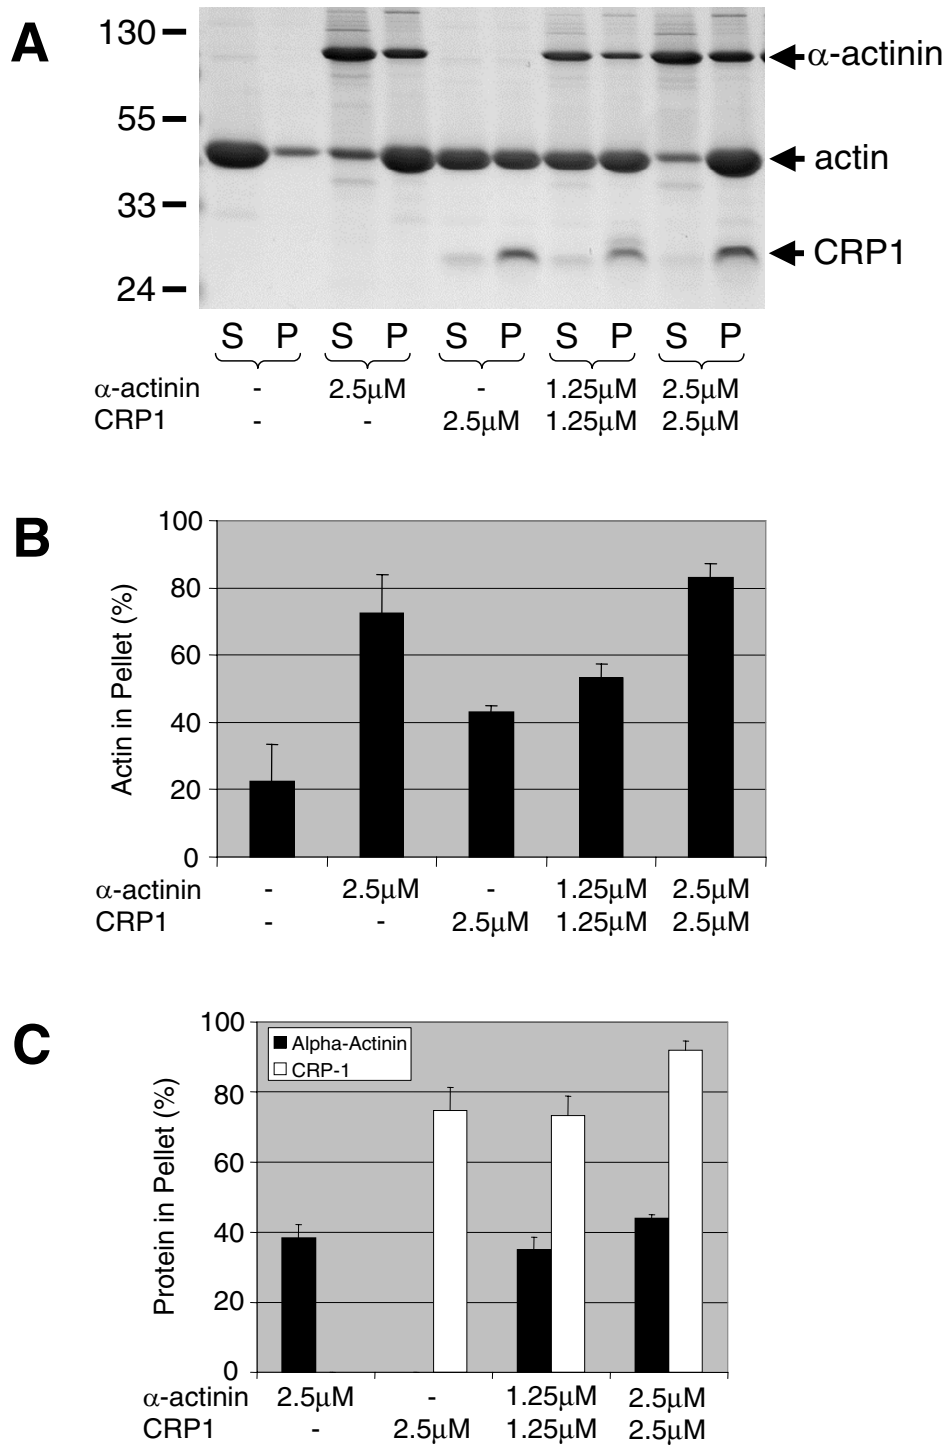 A
130
55
33
24
α-actinin
actin
CRP1
S P S P S P S P S P
α-actinin - 2.5μM - 1.25μM 2.5μM
CRP1 - - 2.5μM 1.25μM 2.5μM
B
Actin in Pellet (%)
100
80
60
40
20
0
α-actinin - 2.5μM - 1.25μM 2.5μM
CRP1 - - 2.5μM 1.25μM 2.5μM
C
Protein in Pellet (%)
100
80
60
40
20
0
Alpha-Actinin
CRP-1
α-actinin 2.5μM - 1.25μM 2.5μM
CRP1 - 2.5μM 1.25μM 2.5μM